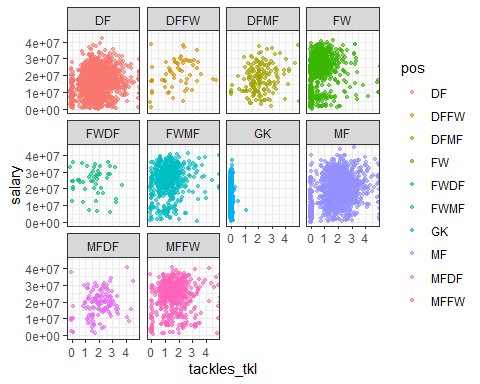 DF DFFW DFMF FW
4e+07
3e+07
2e+07
1e+07
0e+00
FWDF FWMF GK MF
4e+07
3e+07
2e+07
1e+07
0e+00
0 1 2 3 4 0 1 2 3 4
MFDF MFFW
4e+07
3e+07
2e+07
1e+07
0e+00
0 1 2 3 4 0 1 2 3 4
tackles_tkl
salary
pos
DF
DFFW
DFMF
FW
FWDF
FWMF
GK
MF
MFDF
MFFW